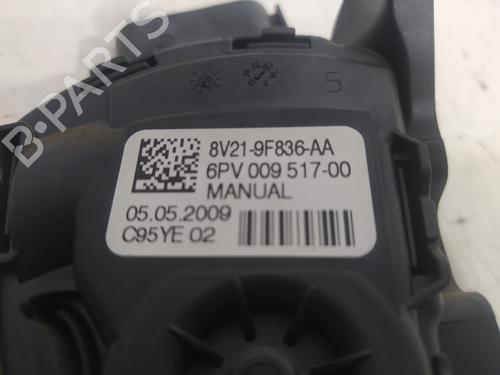 B-PARTS
5
8V21-9F836-AA
6PV 009 517-00
MANUAL
05.05.2009
C95YE 02